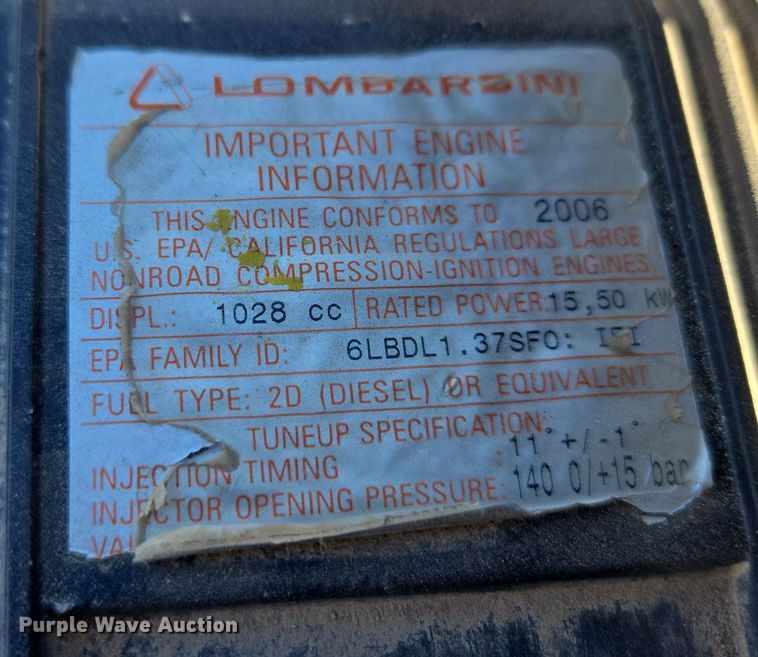 LOMBARDINI
IMPORTANT ENGINE
INFORMATION
THIS ENGINE CONFORMS TO 2006
U.S. EPA/ CALIFORNIA REGULATIONS LARGE
NONROAD COMPRESSION-IGNITION ENGINES
DISPL.: 1028 cc RATED POWER:15,50 kW
EPA FAMILY ID: 6LBDL1.37SFO:
FUEL TYPE: 2D (DIESEL) OR EQUIVALENT
TUNEUP SPECIFICATION:
INJECTION TIMING :11°+/-1°
INJECTOR OPENING PRESSURE:140 0/+15 bar
Purple Wave Auction